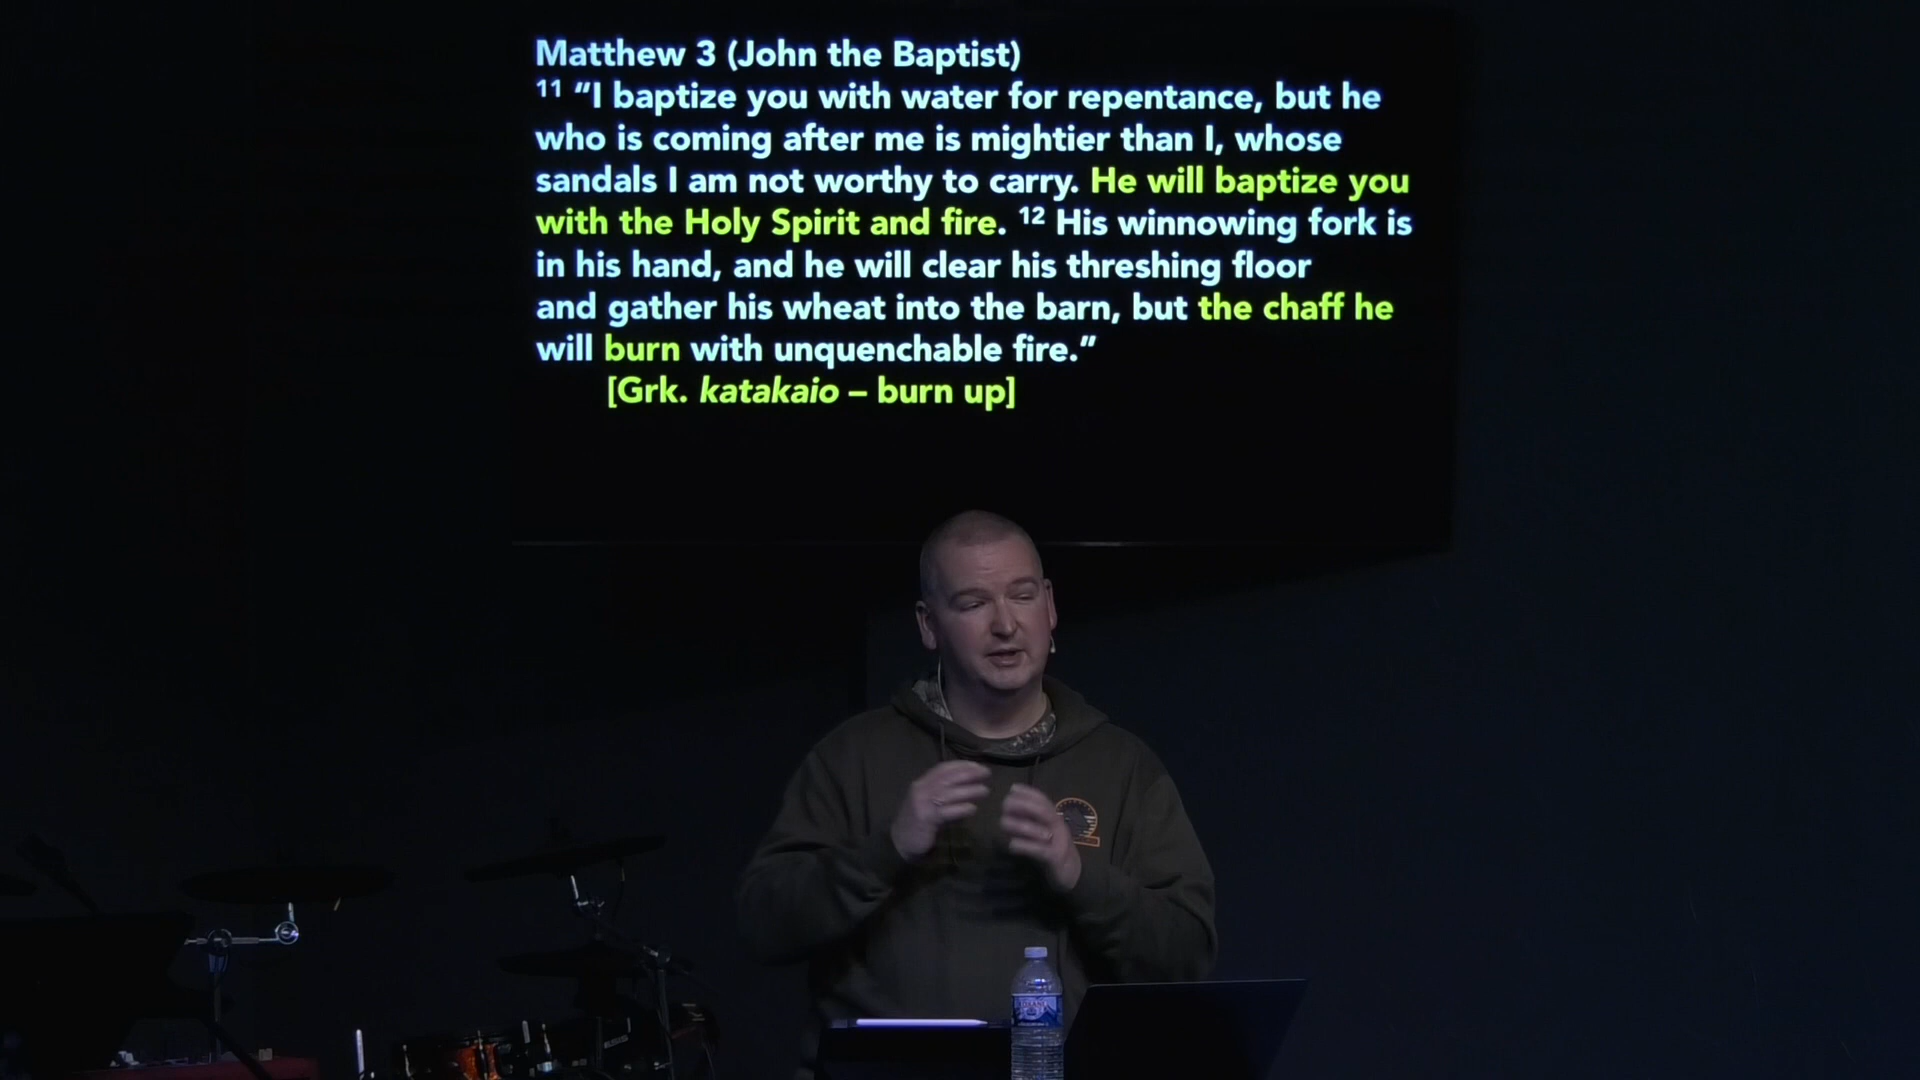 Matthew 3 (John the Baptist)
11 “I baptize you with water for repentance, but he
who is coming after me is mightier than I, whose
sandals I am not worthy to carry. He will baptize you
with the Holy Spirit and fire. 12 His winnowing fork is
in his hand, and he will clear his threshing floor
and gather his wheat into the barn, but the chaff he
will burn with unquenchable fire.”
[Grk. katakaio – burn up]